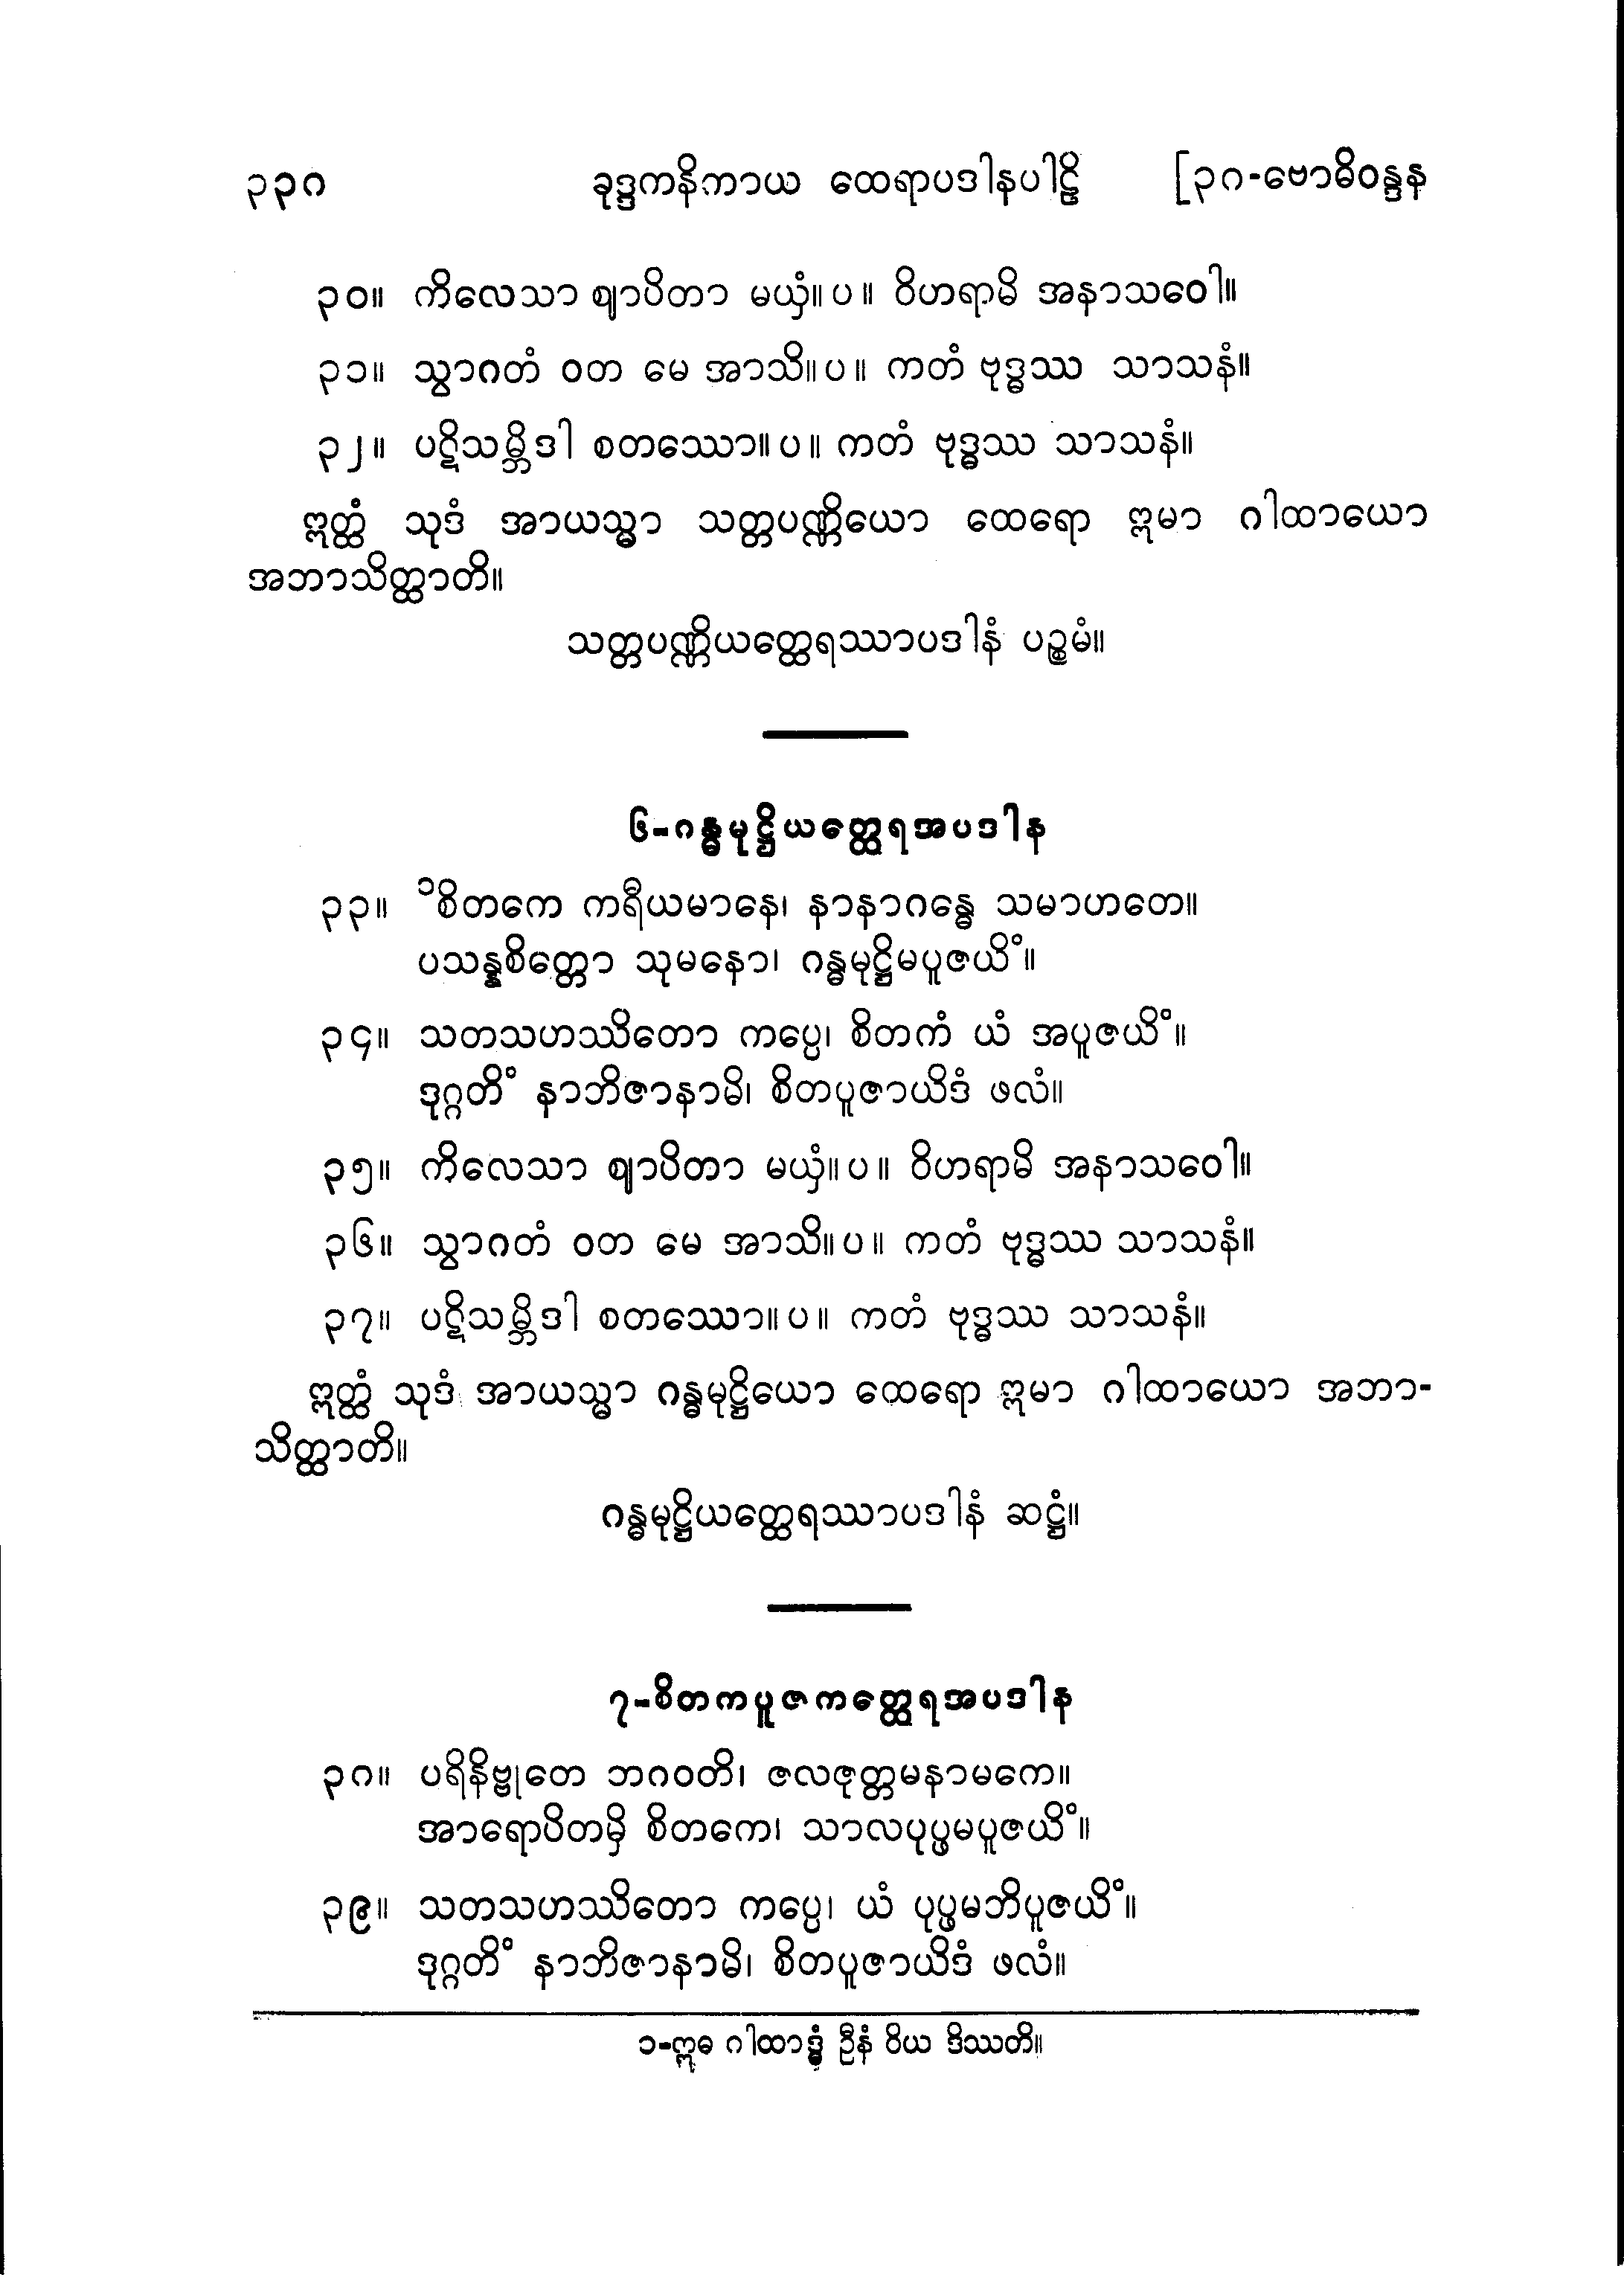 ၃၃၈ ခုဒ္ဒကနိကာယ ထေရာပဒါနပါဠိ [၃၈-ဗောဓိဝန္ဒန
၃၀။ ကိလေသာ ဈာပိတာ မယှံ။ပ။ ဝိဟရာမိ အနာသဝေါ။
၃၁။ သွာဂတံ ဝတ မေ အာသိ။ပ။ ကတံ ဗုဒ္ဓဿ သာသနံ။
၃၂။ ပဋိသမ္ဘိဒါ စတဿော။ပ။ ကတံ ဗုဒ္ဓဿ သာသနံ။
ဣတ္ထံ သုဒံ အာယသ္မာ သတ္တပဏ္ဏိယော ထေရော ဣမာ ဂါထာယော
အဘာသိတ္ထာတိ။
သတ္တပဏ္ဏိယတ္ထေရဿာပဒါနံ ပဉ္စမံ။
၆-ဂန္ဓမုဋ္ဌိယတ္ထေရအပဒါန
၃၃။ ၁စိတကေ ကရီယမာနေ၊ နာနာဂန္ဓေ သမာဟတေ။
ပသန္နစိတ္တော သုမနော၊ ဂန္ဓမုဋ္ဌိမပူဇယိံ။
၃၄။ သတသဟဿိတော ကပ္ပေ၊ စိတကံ ယံ အပူဇယိံ။
ဒုဂ္ဂတိံ နာဘိဇာနာမိ၊ စိတပူဇာယိဒံ ဖလံ။
၃၅။ ကိလေသာ ဈာပိတာ မယှံ။ပ။ ဝိဟရာမိ အနာသဝေါ။
၃၆။ သွာဂတံ ဝတ မေ အာသိ။ပ။ ကတံ ဗုဒ္ဓဿ သာသနံ။
၃၇။ ပဋိသမ္ဘိဒါ စတဿော။ပ။ ကတံ ဗုဒ္ဓဿ သာသနံ။
ဣတ္ထံ သုဒံ အာယသ္မာ ဂန္ဓမုဋ္ဌိယော ထေရော ဣမာ ဂါထာယော အဘာ-
သိတ္ထာတိ။
ဂန္ဓမုဋ္ဌိယတ္ထေရဿာပဒါနံ ဆဋ္ဌံ။
၇-စိတကပူဇကတ္ထေရအပဒါန
၃၈။ ပရိနိဗ္ဗုတေ ဘဂဝတိ၊ ဇလဇုတ္တမနာမကေ။
အာရောပိတမှိ စိတကေ၊ သာလပုပ္ဖမပူဇယိံ။
၃၉။ သတသဟဿိတော ကပ္ပေ၊ ယံ ပုပ္ဖမဘိပူဇယိံ။
ဒုဂ္ဂတိံ နာဘိဇာနာမိ၊ စိတပူဇာယိဒံ ဖလံ။
၁-ဣဓ ဂါထာဒ္ဓံ ဦနံ ဝိယ ဒိဿတိ။